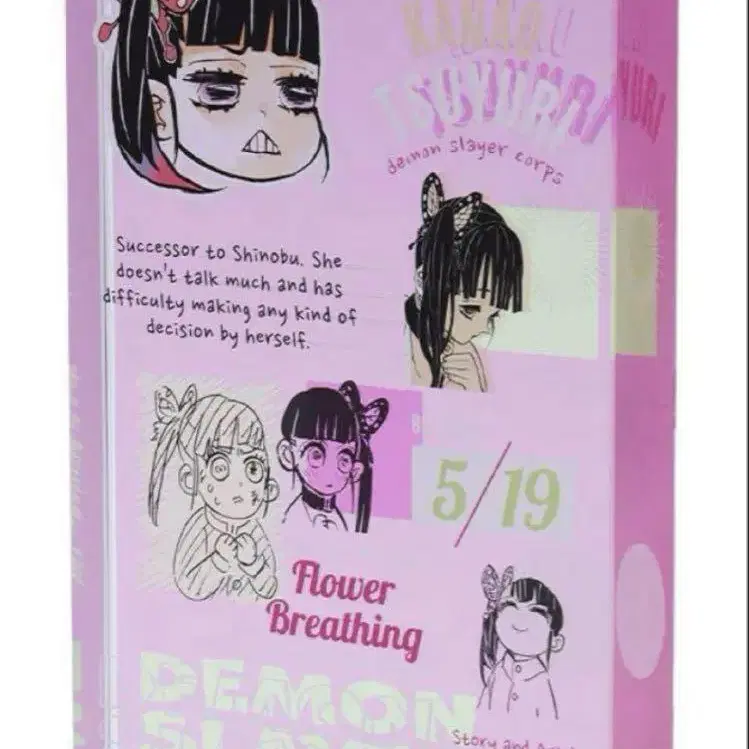 KANAO
TSUYURI
demon slayer corps
Successor to Shinobu. She
doesn't talk much and has
difficulty making any kind of
decision by herself.
5/19
Flower
Breathing
DEMON
Story and